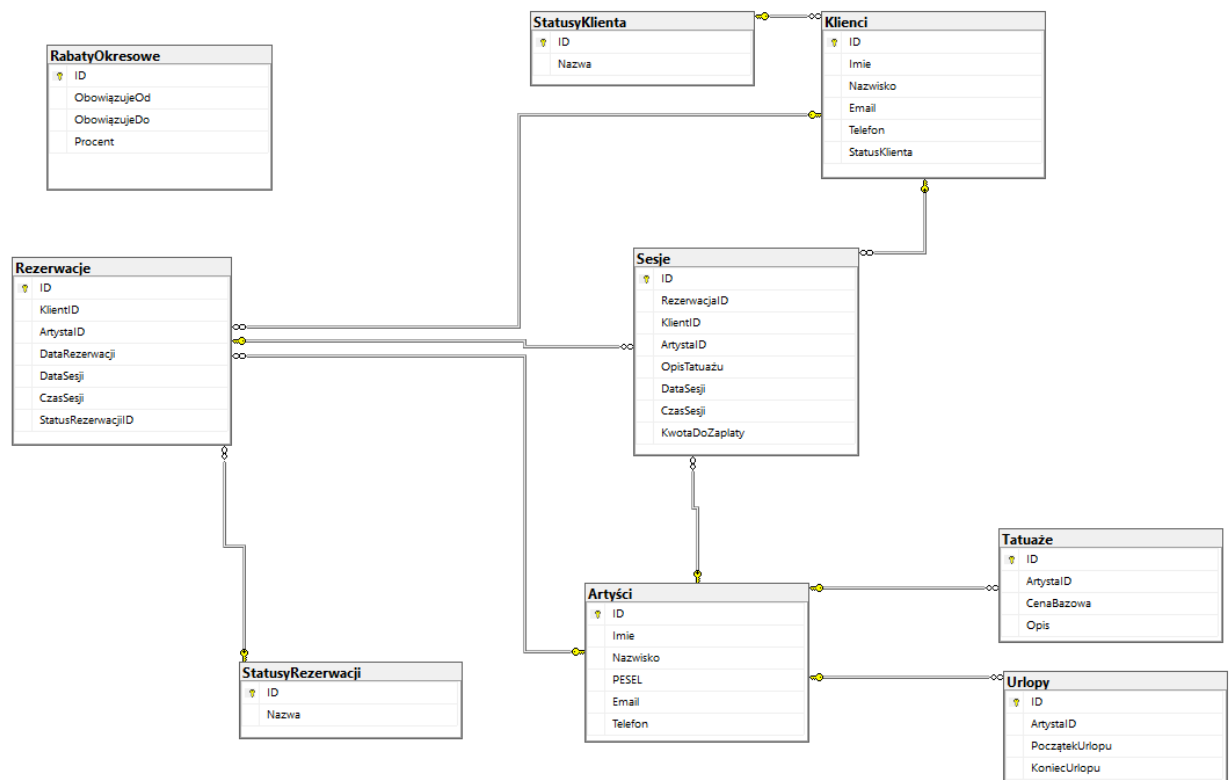 RabatyOkresowe
ID
ObowiązujeOd
ObowiązujeDo
Procent
StatusyKlienta
ID
Nazwa
Klienci
ID
Imie
Nazwisko
Email
Telefon
StatusKlienta
Rezerwacje
ID
KlientID
ArtystaID
DataRezerwacji
DataSesji
CzasSesji
StatusRezerwacjiID
Sesje
ID
RezerwacjaID
KlientID
ArtystaID
OpisTatuażu
DataSesji
CzasSesji
KwotaDoZaplaty
StatusyRezerwacji
ID
Nazwa
Artyści
ID
Imie
Nazwisko
PESEL
Email
Telefon
Tatuaże
ID
ArtystaID
CenaBazowa
Opis
Urlopy
ID
ArtystaID
PoczątekUrlopu
KoniecUrlopu